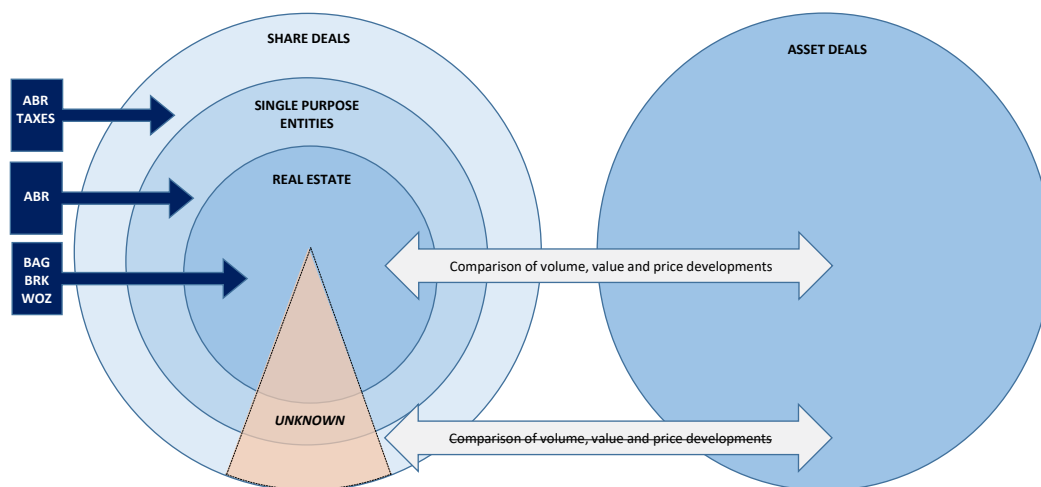 SHARE DEALS
ASSET DEALS
ABR
TAXES
SINGLE PURPOSE
ENTITIES
ABR
REAL ESTATE
BAG
BRK
WOZ
Comparison of volume, value and price developments
UNKNOWN
Comparison of volume, value and price developments